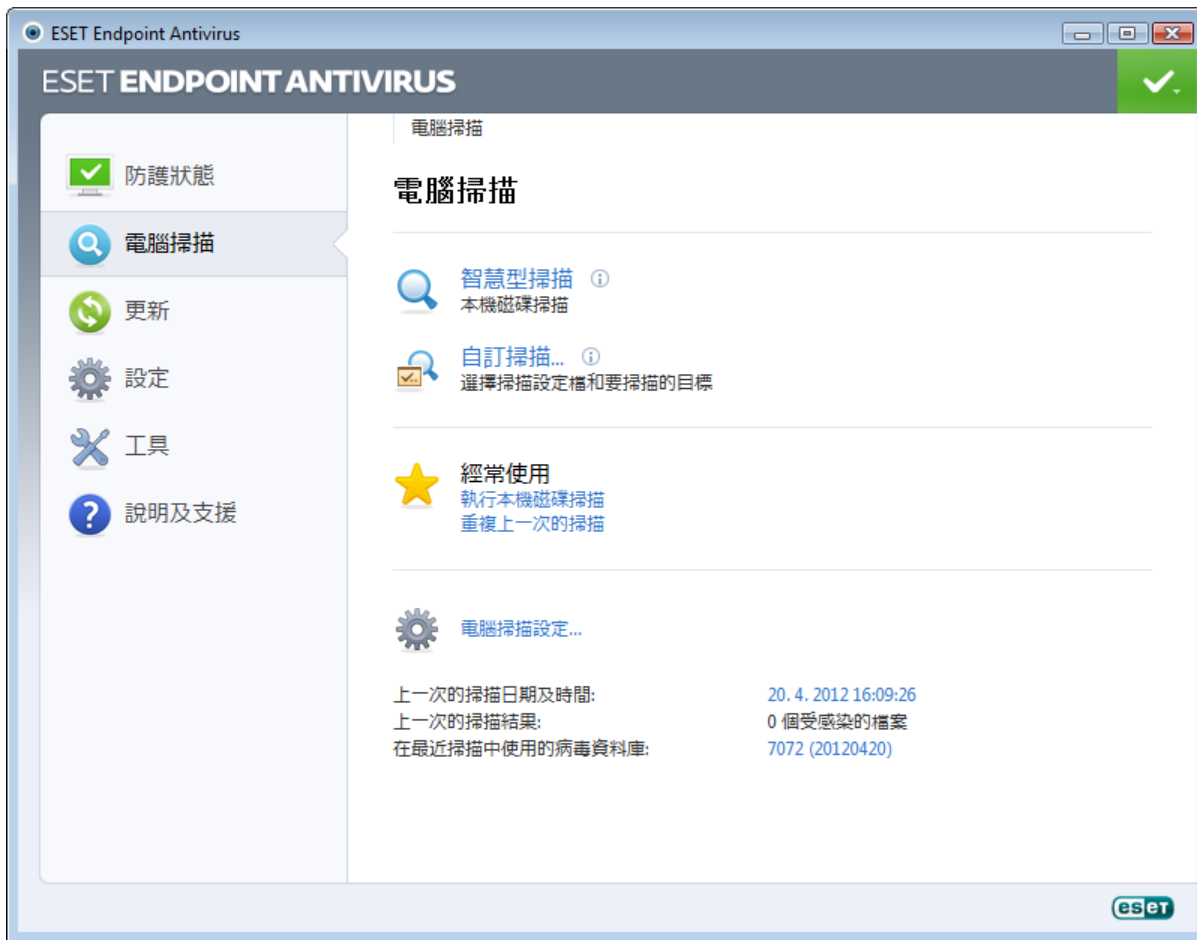 ESET Endpoint Antivirus
ESET ENDPOINT ANTIVIRUS
防護狀態
電腦掃描
更新
設定
工具
說明及支援
電腦掃描
電腦掃描
智慧型掃描
本機磁碟掃描
自訂掃描...
選擇掃描設定檔和要掃描的目標
經常使用
執行本機磁碟掃描
重複上一次的掃描
電腦掃描設定...
上一次的掃描日期及時間: 20. 4. 2012 16:09:26
上一次的掃描結果: 0 個受感染的檔案
在最近掃描中使用的病毒資料庫: 7072 (20120420)
eset